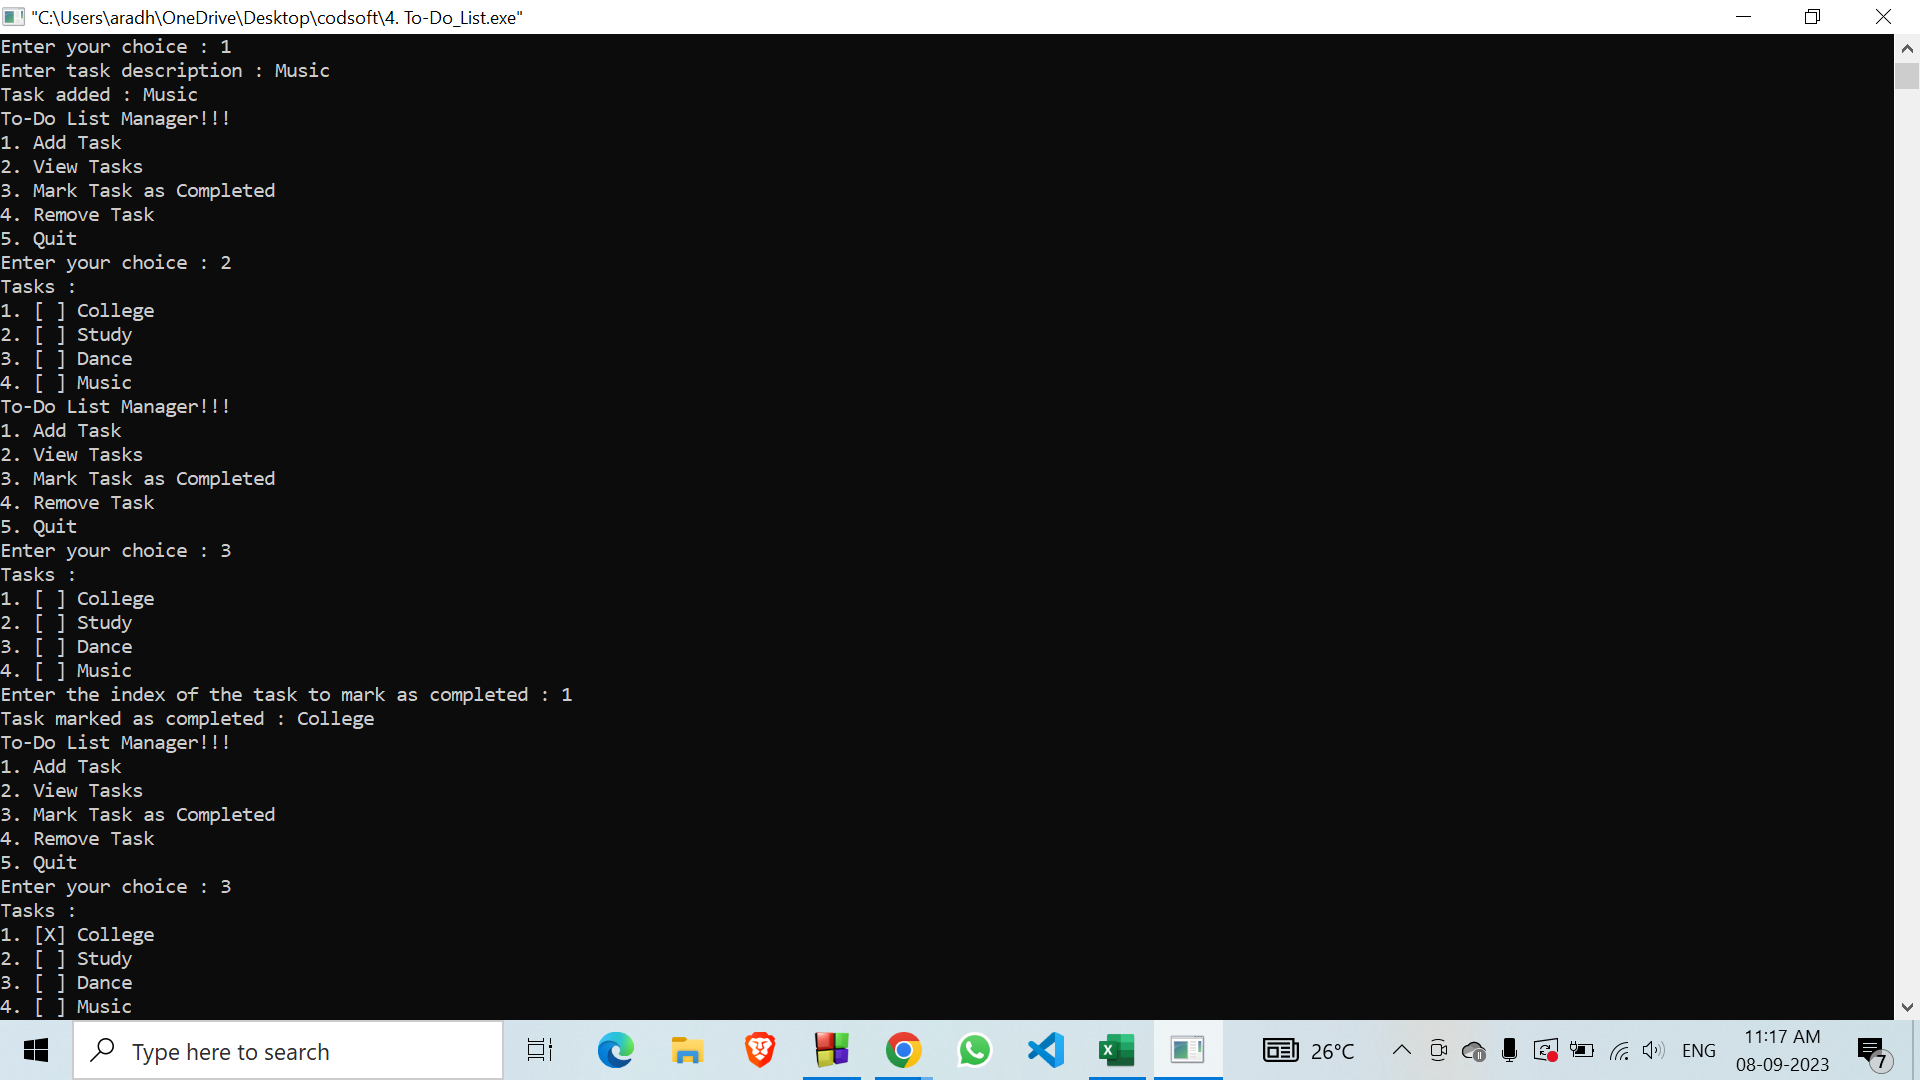 "C:\Users\aradh\OneDrive\Desktop\codsoft\4. To-Do_List.exe"
Enter your choice : 1
Enter task description : Music
Task added : Music
To-Do List Manager!!!
1. Add Task
2. View Tasks
3. Mark Task as Completed
4. Remove Task
5. Quit
Enter your choice : 2
Tasks :
1. [ ] College
2. [ ] Study
3. [ ] Dance
4. [ ] Music
To-Do List Manager!!!
1. Add Task
2. View Tasks
3. Mark Task as Completed
4. Remove Task
5. Quit
Enter your choice : 3
Tasks :
1. [ ] College
2. [ ] Study
3. [ ] Dance
4. [ ] Music
Enter the index of the task to mark as completed : 1
Task marked as completed : College
To-Do List Manager!!!
1. Add Task
2. View Tasks
3. Mark Task as Completed
4. Remove Task
5. Quit
Enter your choice : 3
Tasks :
1. [X] College
2. [ ] Study
3. [ ] Dance
4. [ ] Music
Type here to search
26°C
ENG
11:17 AM
08-09-2023
7